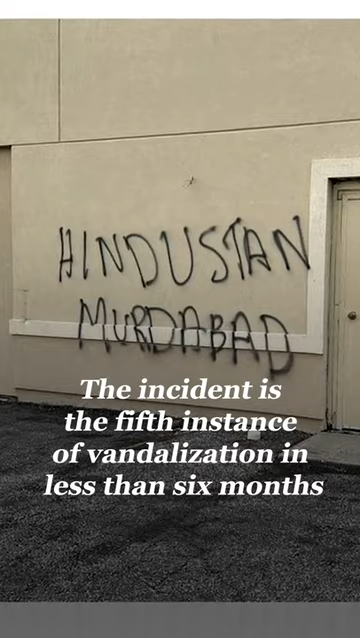 HINDUSTAN
MURDABAD
The incident is
the fifth instance
of vandalization in
less than six months